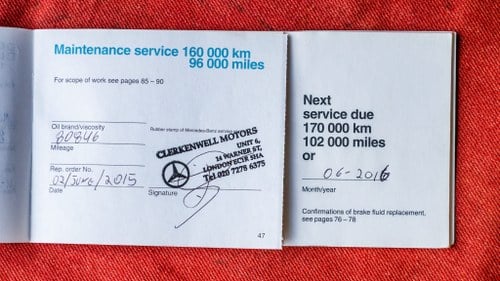 Maintenance service 160 000 km
96 000 miles
For scope of work see pages 85 – 90
Oil brand/viscosity
Rubber stamp of Mercedes-Benz service
80846
Mileage
Rep. order No.
02/JUNE/2015
Date
Signature
CLERKENWELL MOTORS
UNIT 6,
14 WARNER ST,
LONDON EC1R 5HA
Tel 020 7278 6375
47
Next
service due
170 000 km
102 000 miles
or
06-2016
Month/year
Confirmations of brake fluid replacement,
see pages 76 – 78